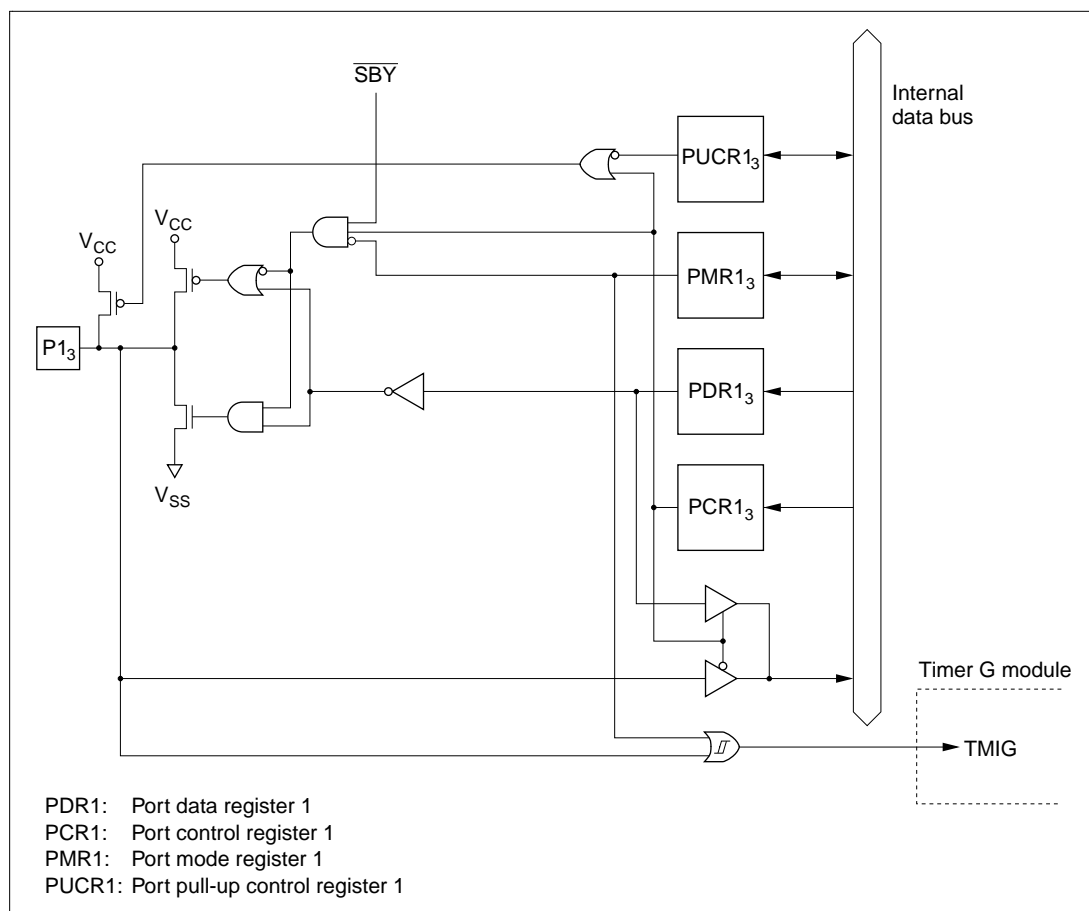 SBY
Internal
data bus
PUCR1₃
V_CC
V_CC
PMR1₃
P1₃
PDR1₃
V_SS
PCR1₃
Timer G module
TMIG
PDR1: Port data register 1
PCR1: Port control register 1
PMR1: Port mode register 1
PUCR1: Port pull-up control register 1